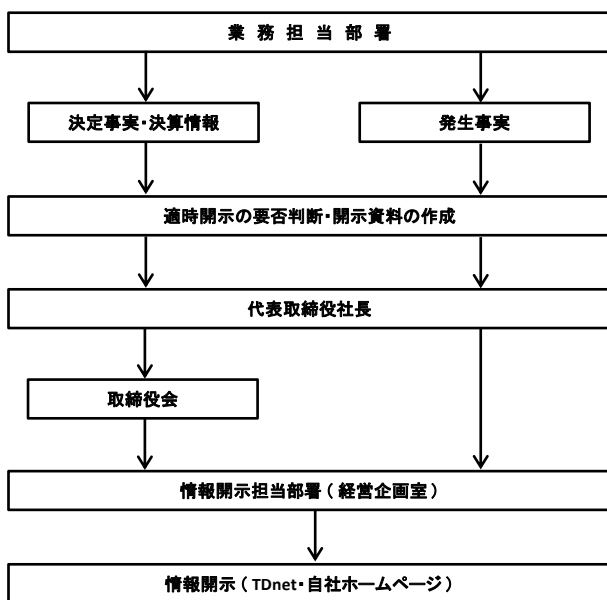 業 務 担 当 部 署
決定事実・決算情報
発生事実
適時開示の要否判断・開示資料の作成
代表取締役社長
取締役会
情報開示担当部署（経営企画室）
情報開示（TDnet・自社ホームページ）